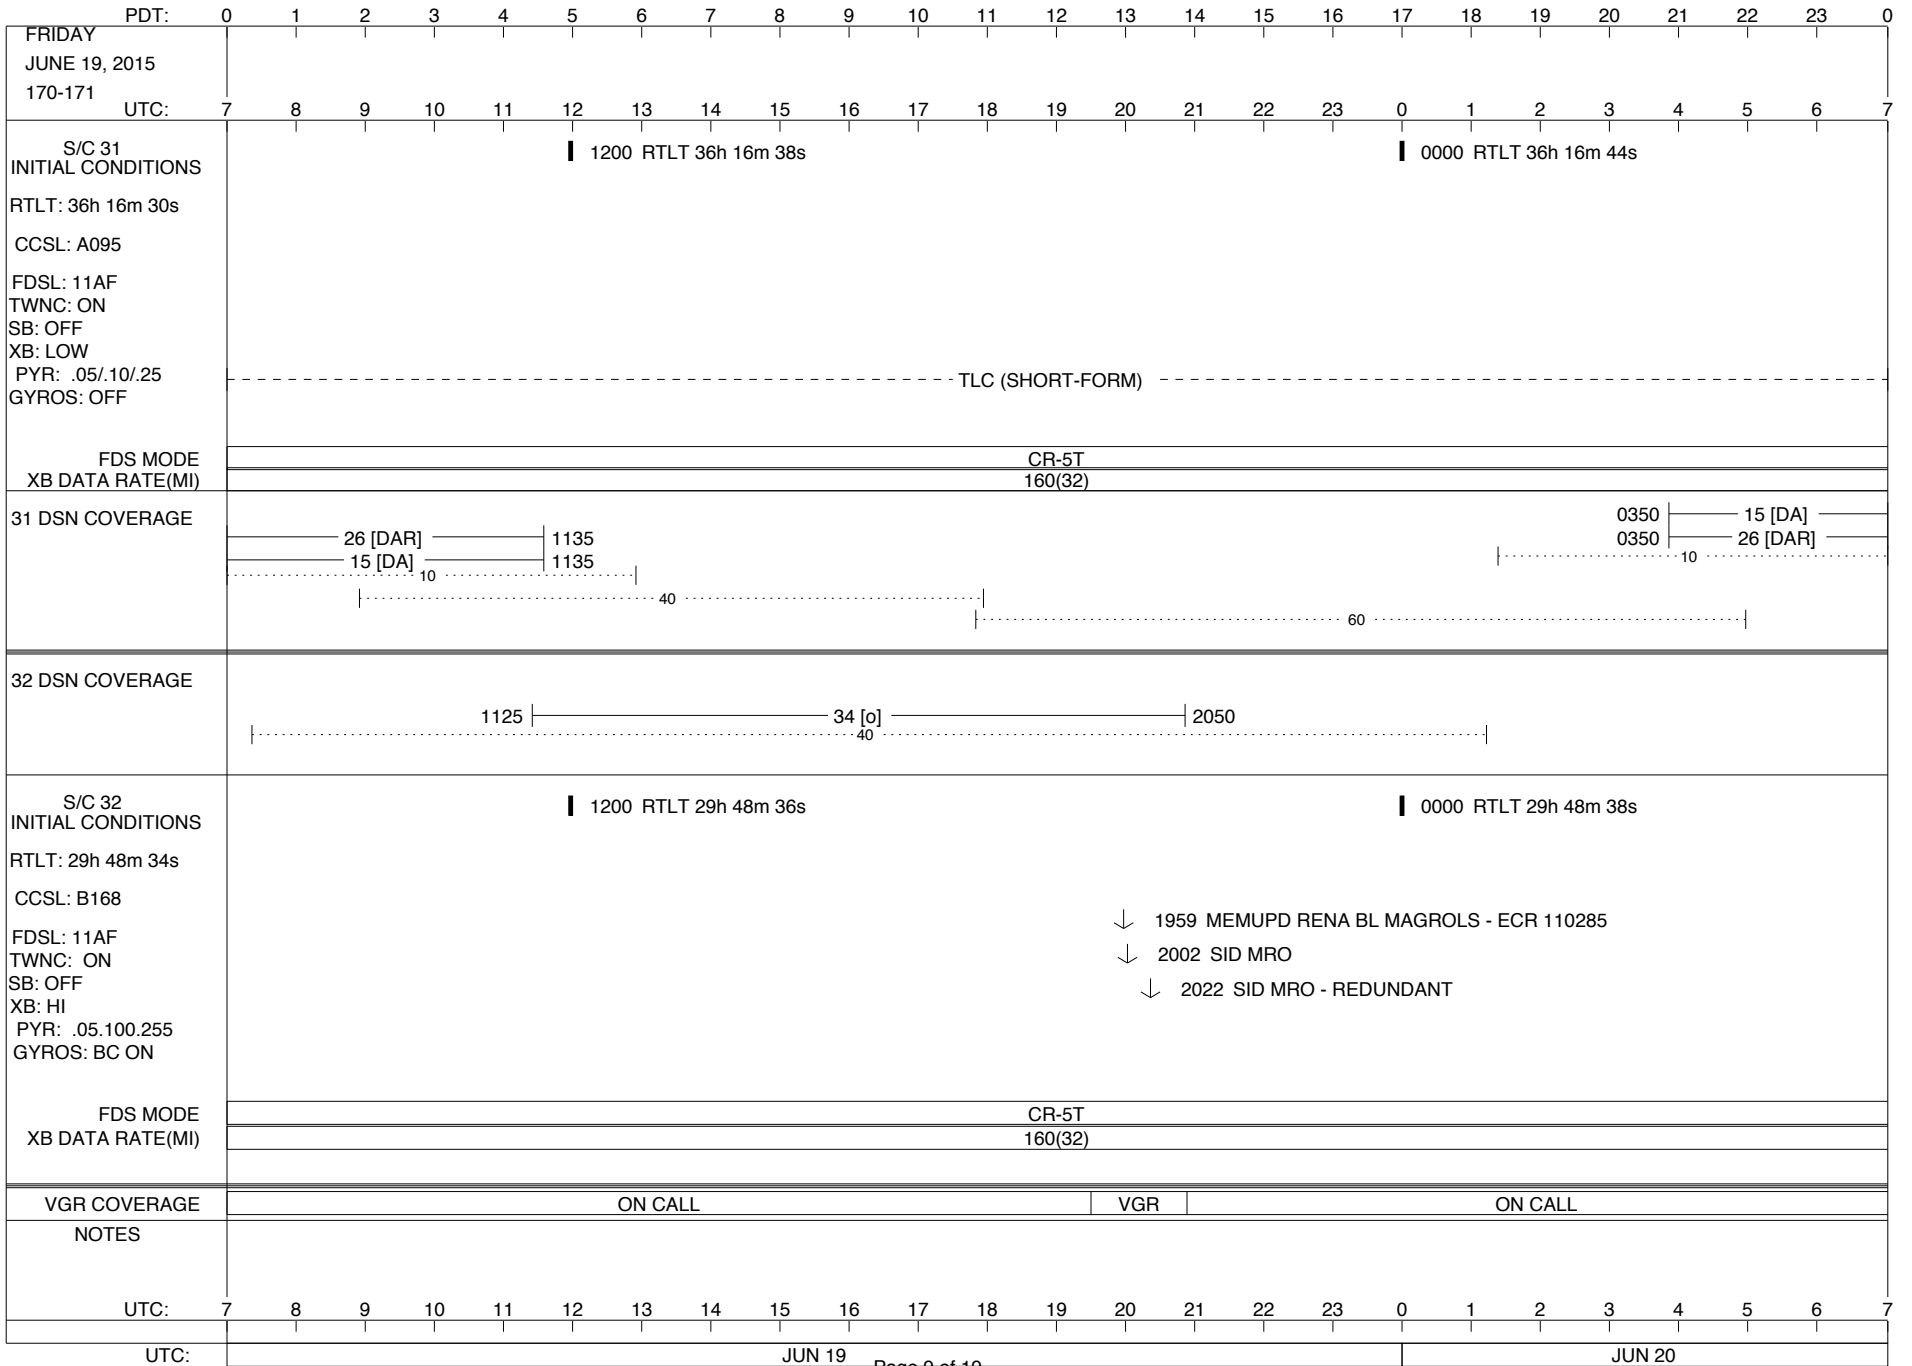 PDT: 0 1 2 3 4 5 6 7 8 9 10 11 12 13 14 15 16 17 18 19 20 21 22 23 0
FRIDAY
JUNE 19, 2015
170-171
UTC: 7 8 9 10 11 12 13 14 15 16 17 18 19 20 21 22 23 0 1 2 3 4 5 6 7
S/C 31
INITIAL CONDITIONS
1200 RTLT 36h 16m 38s
0000 RTLT 36h 16m 44s
RTLT: 36h 16m 30s
CCSL: A095
FDSL: 11AF
TWNC: ON
SB: OFF
XB: LOW
PYR: .05/.10/.25
GYROS: OFF
TLC (SHORT-FORM)
FDS MODE CR-5T
XB DATA RATE(MI) 160(32)
31 DSN COVERAGE
0350 15 [DA]
26 [DAR] 1135
0350 26 [DAR]
15 [DA] 1135
10
10
40
60
32 DSN COVERAGE
1125 34 [o] 2050
40
S/C 32
INITIAL CONDITIONS
1200 RTLT 29h 48m 36s
0000 RTLT 29h 48m 38s
RTLT: 29h 48m 34s
CCSL: B168
FDSL: 11AF
TWNC: ON
SB: OFF
XB: HI
PYR: .05.100.255
GYROS: BC ON
1959 MEMUPD RENA BL MAGROLS - ECR 110285
2002 SID MRO
2022 SID MRO - REDUNDANT
FDS MODE CR-5T
XB DATA RATE(MI) 160(32)
VGR COVERAGE ON CALL VGR ON CALL
NOTES
UTC: 7 8 9 10 11 12 13 14 15 16 17 18 19 20 21 22 23 0 1 2 3 4 5 6 7
UTC: JUN 19 JUN 20